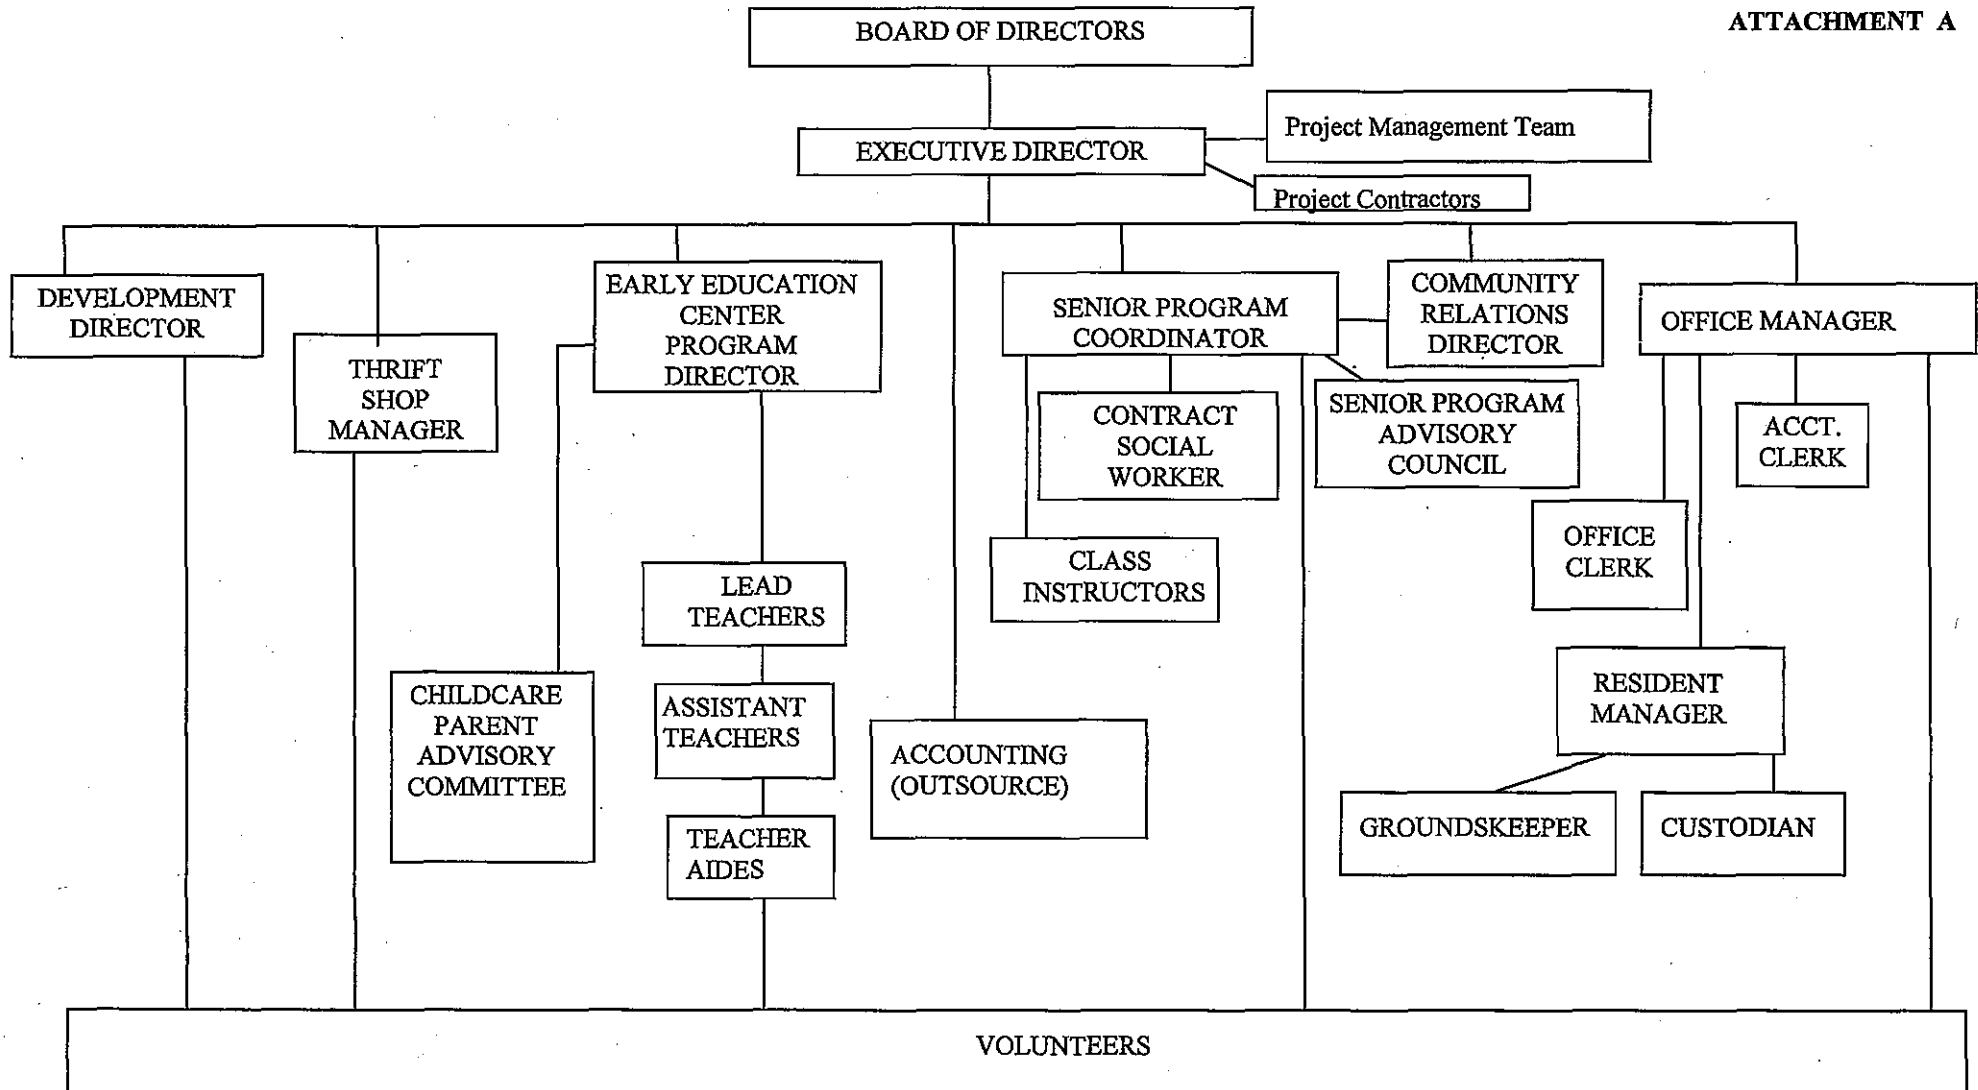 ATTACHMENT A
BOARD OF DIRECTORS
Project Management Team
EXECUTIVE DIRECTOR
Project Contractors
DEVELOPMENT
DIRECTOR
THRIFT
SHOP
MANAGER
EARLY EDUCATION
CENTER
PROGRAM
DIRECTOR
SENIOR PROGRAM
COORDINATOR
COMMUNITY
RELATIONS
DIRECTOR
OFFICE MANAGER
CONTRACT
SOCIAL
WORKER
SENIOR PROGRAM
ADVISORY
COUNCIL
ACCT.
CLERK
OFFICE
CLERK
CLASS
INSTRUCTORS
LEAD
TEACHERS
CHILDCARE
PARENT
ADVISORY
COMMITTEE
ASSISTANT
TEACHERS
ACCOUNTING
(OUTSOURCE)
RESIDENT
MANAGER
TEACHER
AIDES
GROUNDSKEEPER
CUSTODIAN
VOLUNTEERS